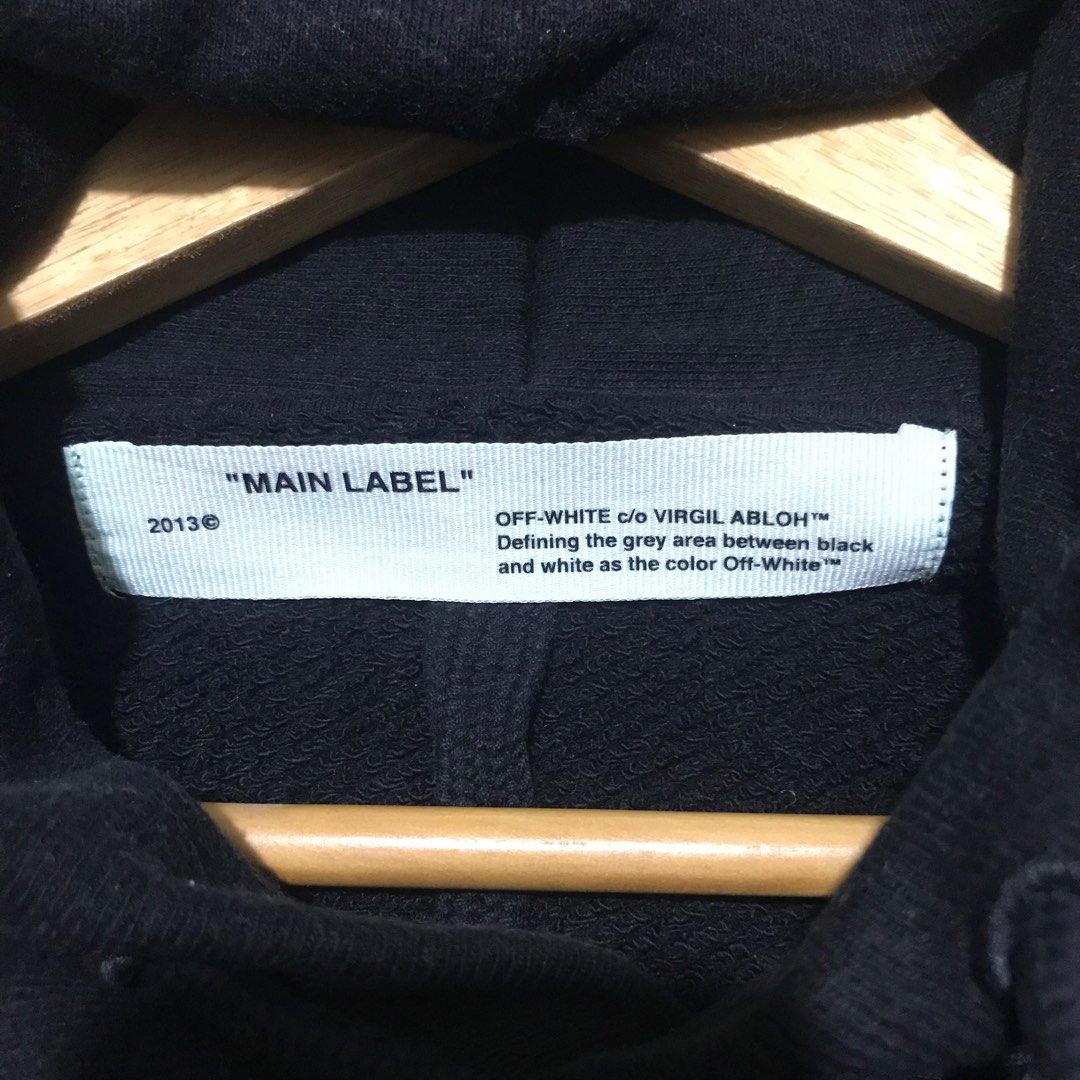 "MAIN LABEL"
2013©
OFF-WHITE c/o VIRGIL ABLOH™
Defining the grey area between black
and white as the color Off-White™